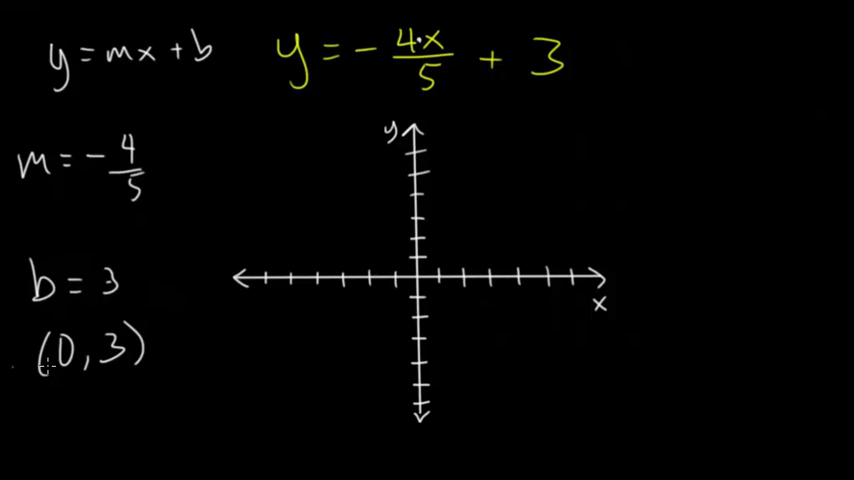 y = mx + b
y = - 4·x/5 + 3
m = - 4/5
b = 3
(0, 3)
y
x